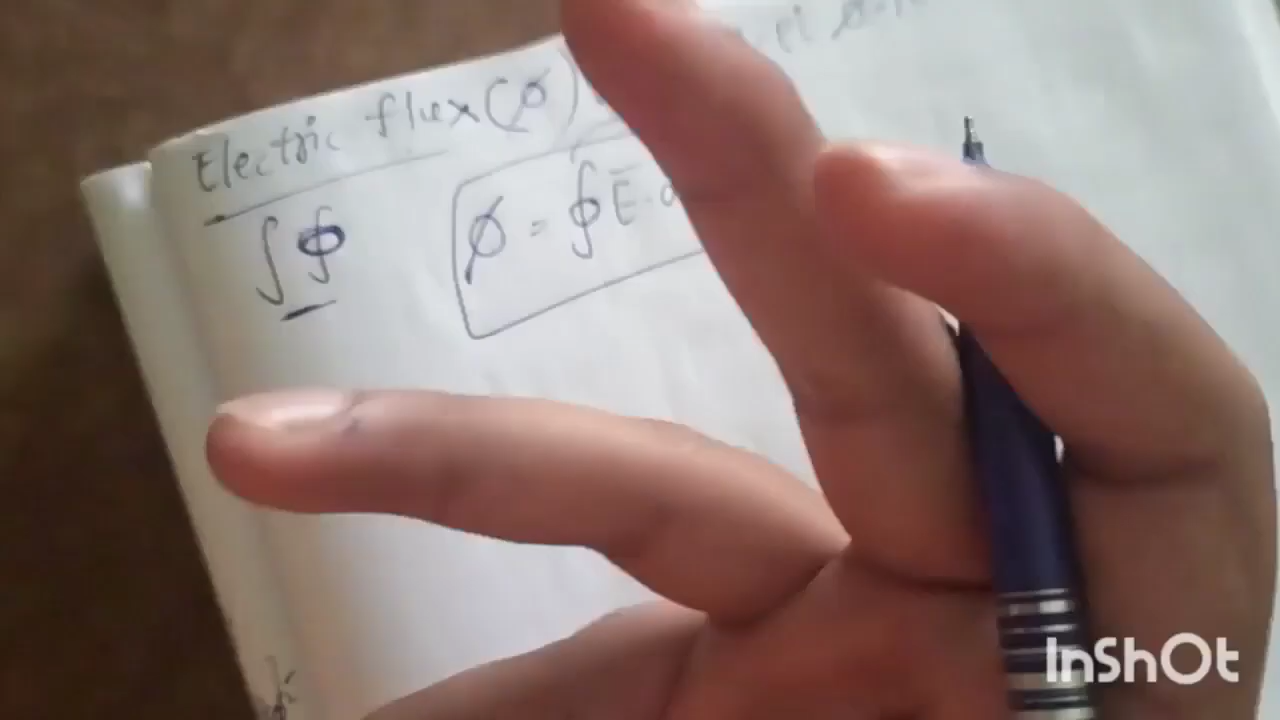 Electric flux (ø)
∫ ∮ ø = ∮ E̅ .
InShOt